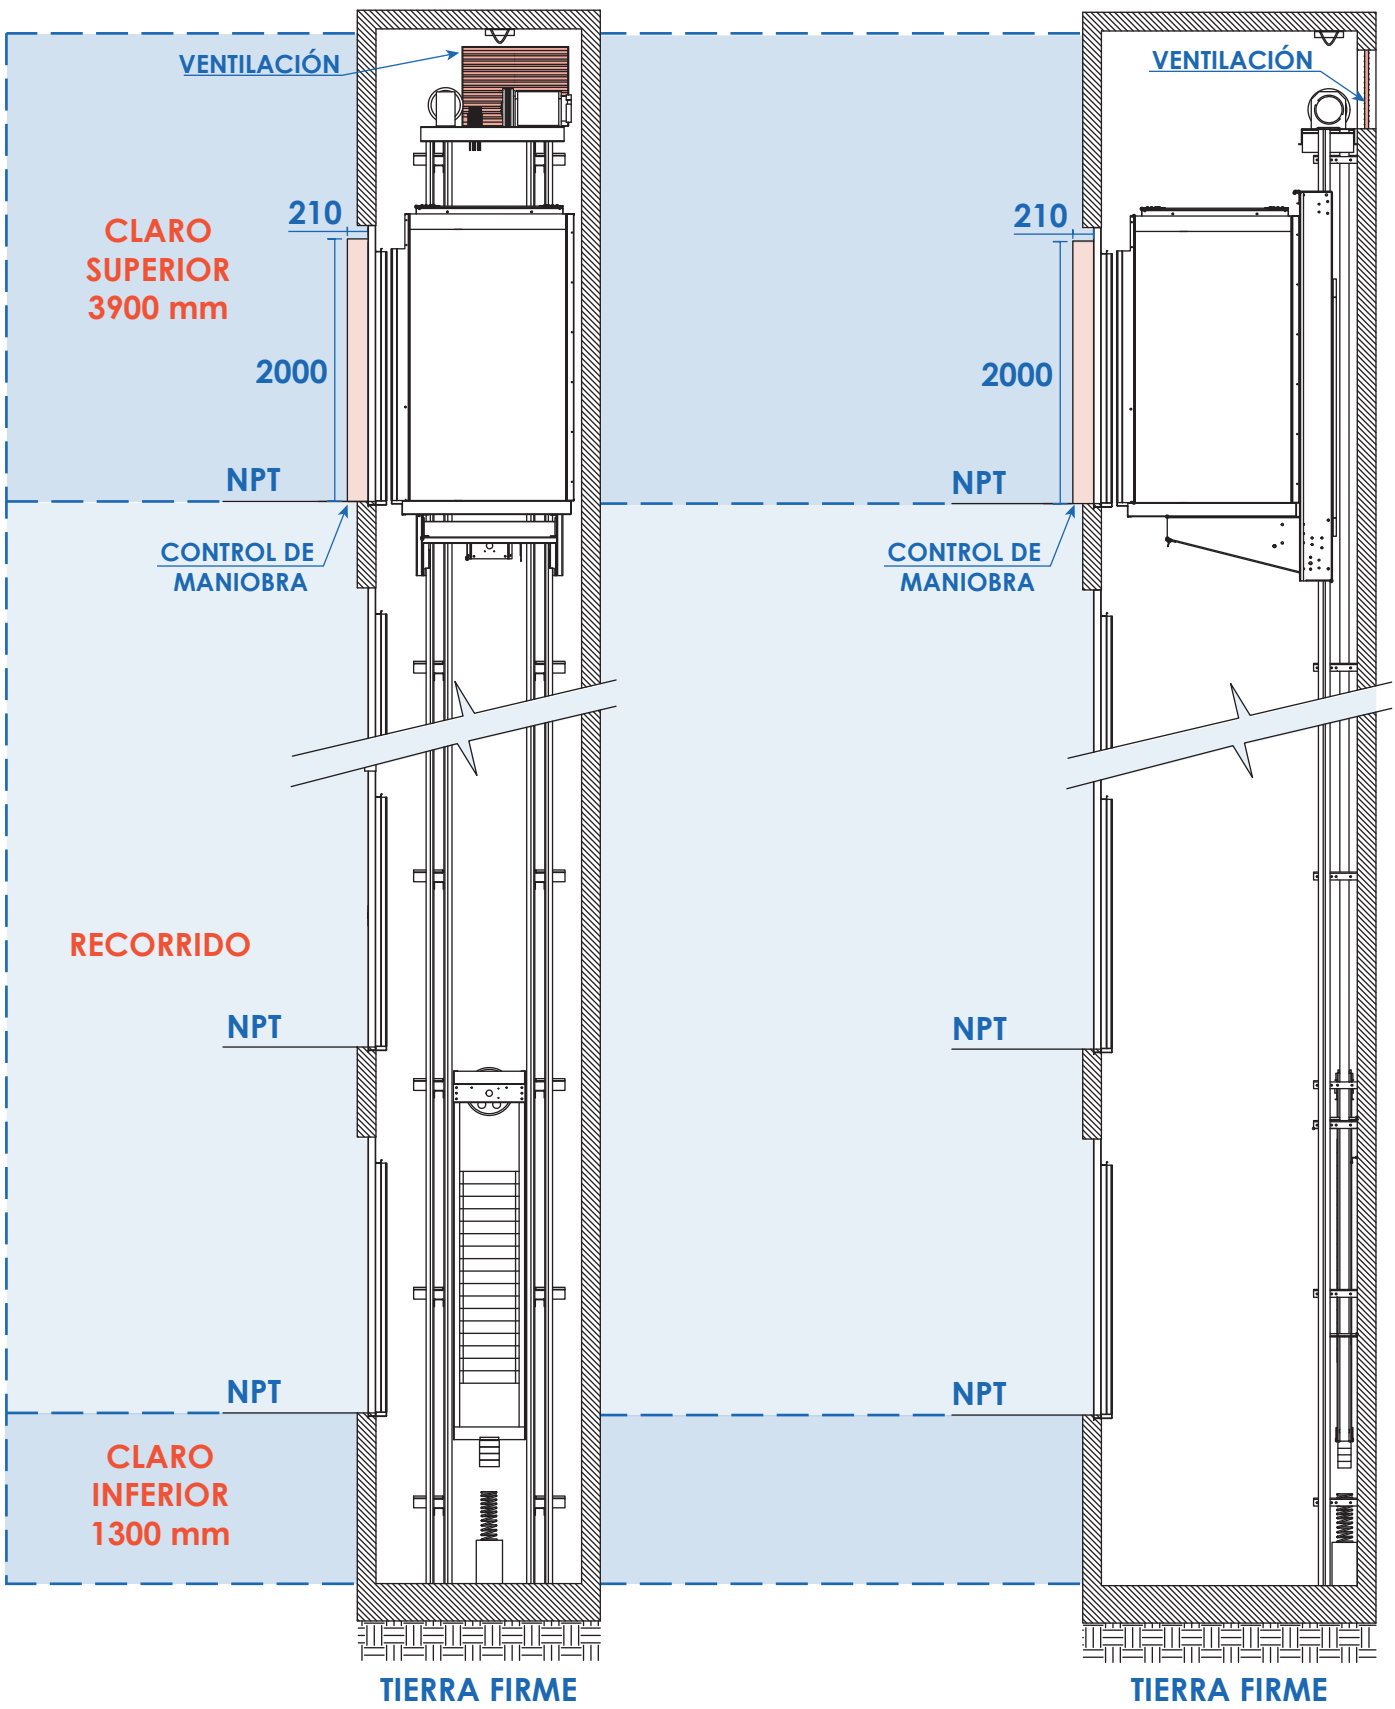 VENTILACIÓN
VENTILACIÓN
210
210
CLARO
SUPERIOR
3900 mm
2000
2000
NPT
NPT
CONTROL DE
MANIOBRA
CONTROL DE
MANIOBRA
RECORRIDO
NPT
NPT
NPT
NPT
CLARO
INFERIOR
1300 mm
TIERRA FIRME
TIERRA FIRME